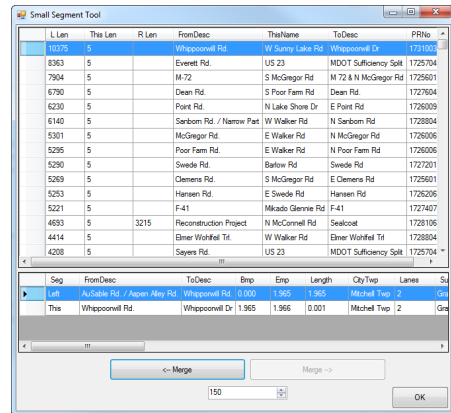 Small Segment Tool
L Len This Len R Len FromDesc ThisName ToDesc PRNo
10375 5 Whippoorwill Rd. W Sunny Lake Rd Whippoorwill Dr 1731003
8363 5 Everett Rd. US 23 MDOT Sufficiency Split 1725704
7904 5 M-72 S McGregor Rd M 72 & N McGregor Rd 1725601
6790 5 Dean Rd. S Poor Farm Rd Dean Rd. 1727604
6230 5 Point Rd. N Lake Shore Dr E Point Rd 1726009
6140 5 Sanborn Rd. / Narrow Part W Walker Rd N Sanborn Rd 1728804
5301 5 McGregor Rd. E Walker Rd N McGregor Rd 1726006
5295 5 Poor Farm Rd. E Walker Rd N Poor Farm Rd 1726006
5290 5 Swede Rd. Barlow Rd Swede Rd 1727201
5269 5 Clemens Rd. S McGregor Rd E Clemens Rd 1725601
5253 5 Hansen Rd. E Swede Rd Hansen Rd 1726206
5221 5 F-41 Mikado Glennie Rd F-41 1727407
4693 5 3215 Reconstruction Project N McConnell Rd Sealcoat 1728106
4414 5 Elmer Wohlfeil Trl. W Walker Rd Elmer Wohlfeil Trl 1728804
4208 5 Sayers Rd. US 23 MDOT Sufficiency Split 1725704
Seg FromDesc ToDesc Bmp Emp Length CityTwp Lanes Su
Left AuSable Rd. / Aspen Alley Rd. Whippoorwill Rd. 0.000 1.965 1.965 Mitchell Twp 2 Gra
This Whippoorwill Rd. Whippoorwill Dr 1.965 1.966 0.001 Mitchell Twp 2 Gra
<-- Merge Merge -->
150
OK